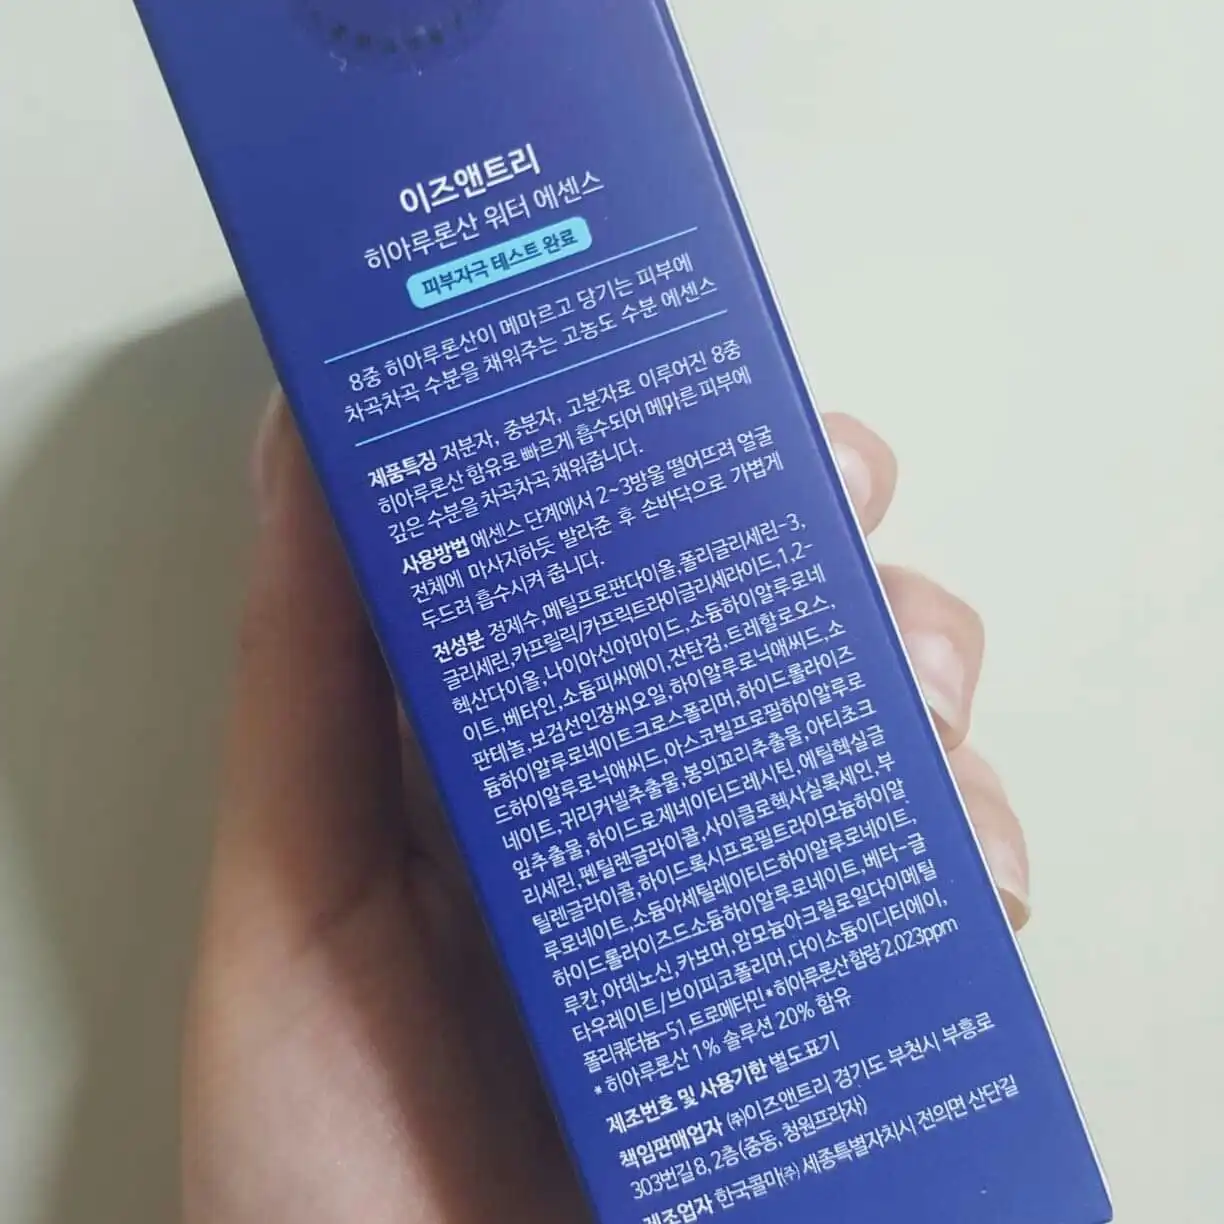 이즈앤트리
히아루론산 워터 에센스
피부자극 테스트 완료
8중 히아루론산이 메마르고 당기는 피부에
차곡차곡 수분을 채워주는 고농도 수분 에센스
제품특징 저분자, 중분자, 고분자로 이루어진 8중
히아루론산 함유로 빠르게 흡수되어 메마른 피부에
깊은 수분을 차곡차곡 채워줍니다.
사용방법 에센스 단계에서 2~3방울 떨어뜨려 얼굴
전체에 마사지하듯 발라준 후 손바닥으로 가볍게
두드려 흡수시켜 줍니다.
전성분 정제수,메틸프로판다이올,폴리글리세린-3,
글리세린,카프릴릭/카프릭트라이글리세라이드,1,2-
헥산다이올,나이아신아마이드,소듐하이알루로네
이트,베타인,소듐피씨에이,잔탄검,트레할로오스,
판테놀,보검선인장씨오일,하이알루로닉애씨드,소
듐하이알루로네이트크로스폴리머,하이드롤라이즈
드하이알루로닉애씨드,아스코빌프로필하이알루로
네이트,귀리커넬추출물,봉의꼬리추출물,아티초크
잎추출물,하이드로제네이티드레시틴,에틸헥실글
리세린,펜틸렌글라이콜,사이클로헥사실록세인,부
틸렌글라이콜,하이드록시프로필트라이모늄하이알
루로네이트,소듐아세틸레이티드하이알루로네이트,
하이드롤라이즈드소듐하이알루로네이트,베타-글
루칸,아데노신,카보머,암모늄아크릴로일다이메틸
타우레이트/브이피코폴리머,다이소듐이디티에이,
폴리쿼터늄-51,트로메타민 * 히아루론산 함량 2,023ppm
* 히아루론산 1% 솔루션 20% 함유
제조번호 및 사용기한 별도표기
책임판매업자 (주)이즈앤트리 경기도 부천시 부흥로
303번길 8, 2층(중동, 청원프라자)
제조업자 한국콜마(주) 세종특별자치시 전의면 산단길